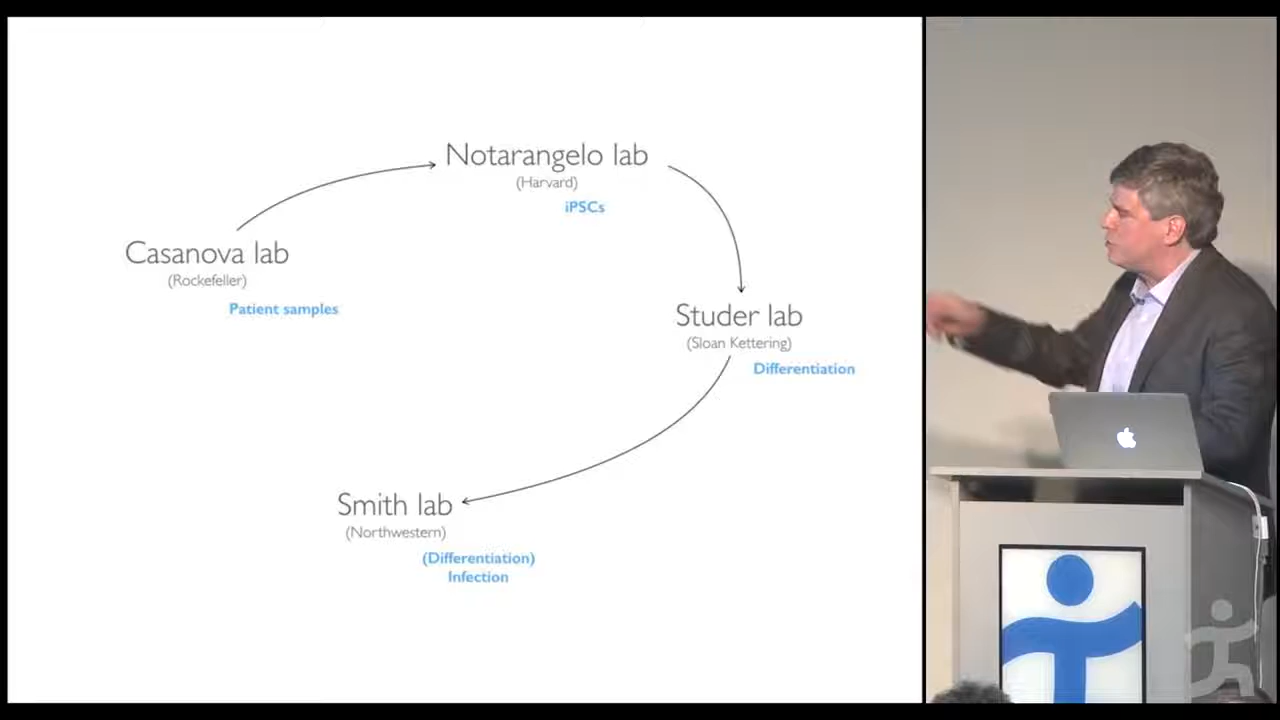 Notarangelo lab
(Harvard)
iPSCs
Casanova lab
(Rockefeller)
Patient samples
Studer lab
(Sloan Kettering)
Differentiation
Smith lab
(Northwestern)
(Differentiation)
Infection